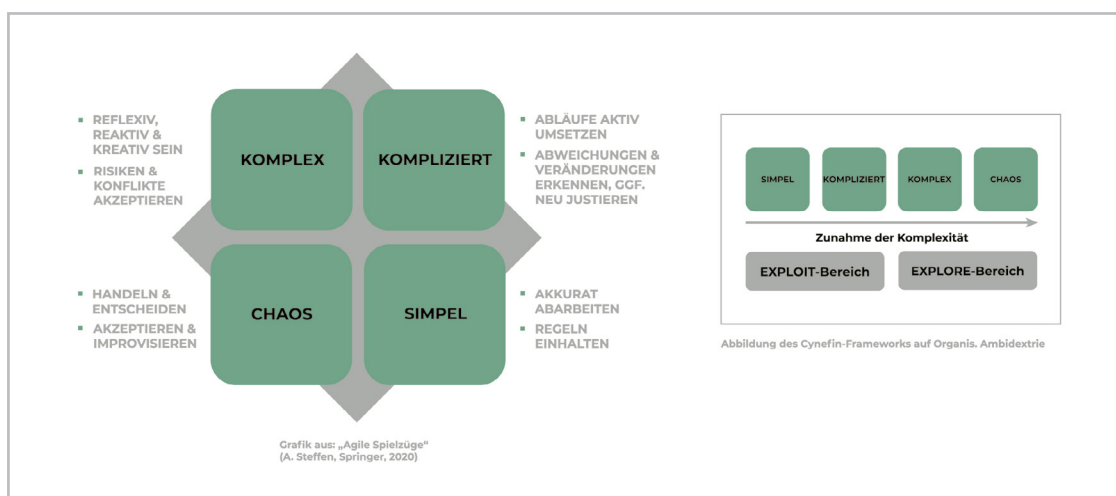 REFLEXIV,
REAKTIV &
KREATIV SEIN
RISIKEN &
KONFLIKTE
AKZEPTIEREN
KOMPLEX
KOMPLIZIERT
ABLÄUFE AKTIV
UMSETZEN
ABWEICHUNGEN &
VERÄNDERUNGEN
ERKENNEN, GGF.
NEU JUSTIEREN
HANDELN &
ENTSCHEIDEN
AKZEPTIEREN &
IMPROVISIEREN
CHAOS
SIMPEL
AKKURAT
ABARBEITEN
REGELN
EINHALTEN
Grafik aus: „Agile Spielzüge“
(A. Steffen, Springer, 2020)
SIMPEL
KOMPLIZIERT
KOMPLEX
CHAOS
Zunahme der Komplexität
EXPLOIT-Bereich
EXPLORE-Bereich
Abbildung des Cynefin-Frameworks auf Organis. Ambidextrie